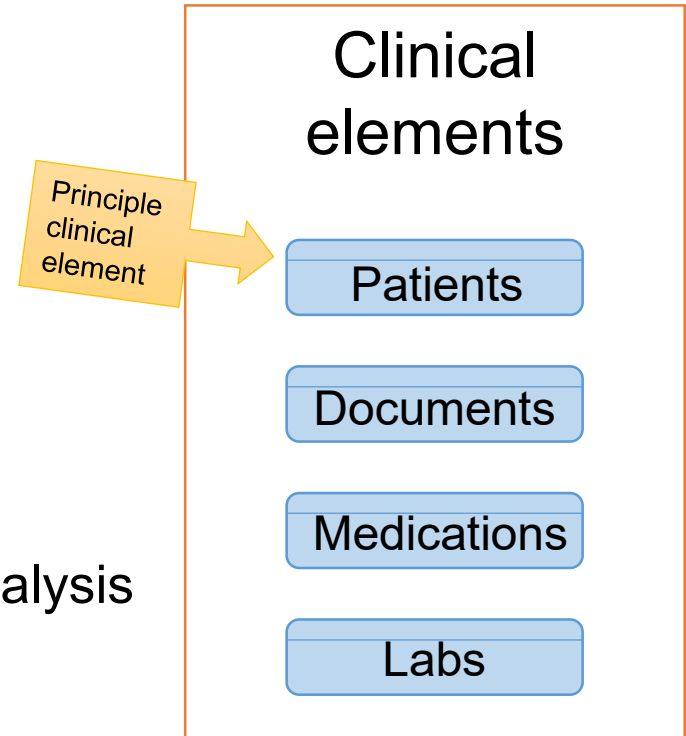 Clinical
elements
Principle
clinical
element
Patients
Documents
Medications
alysis
Labs